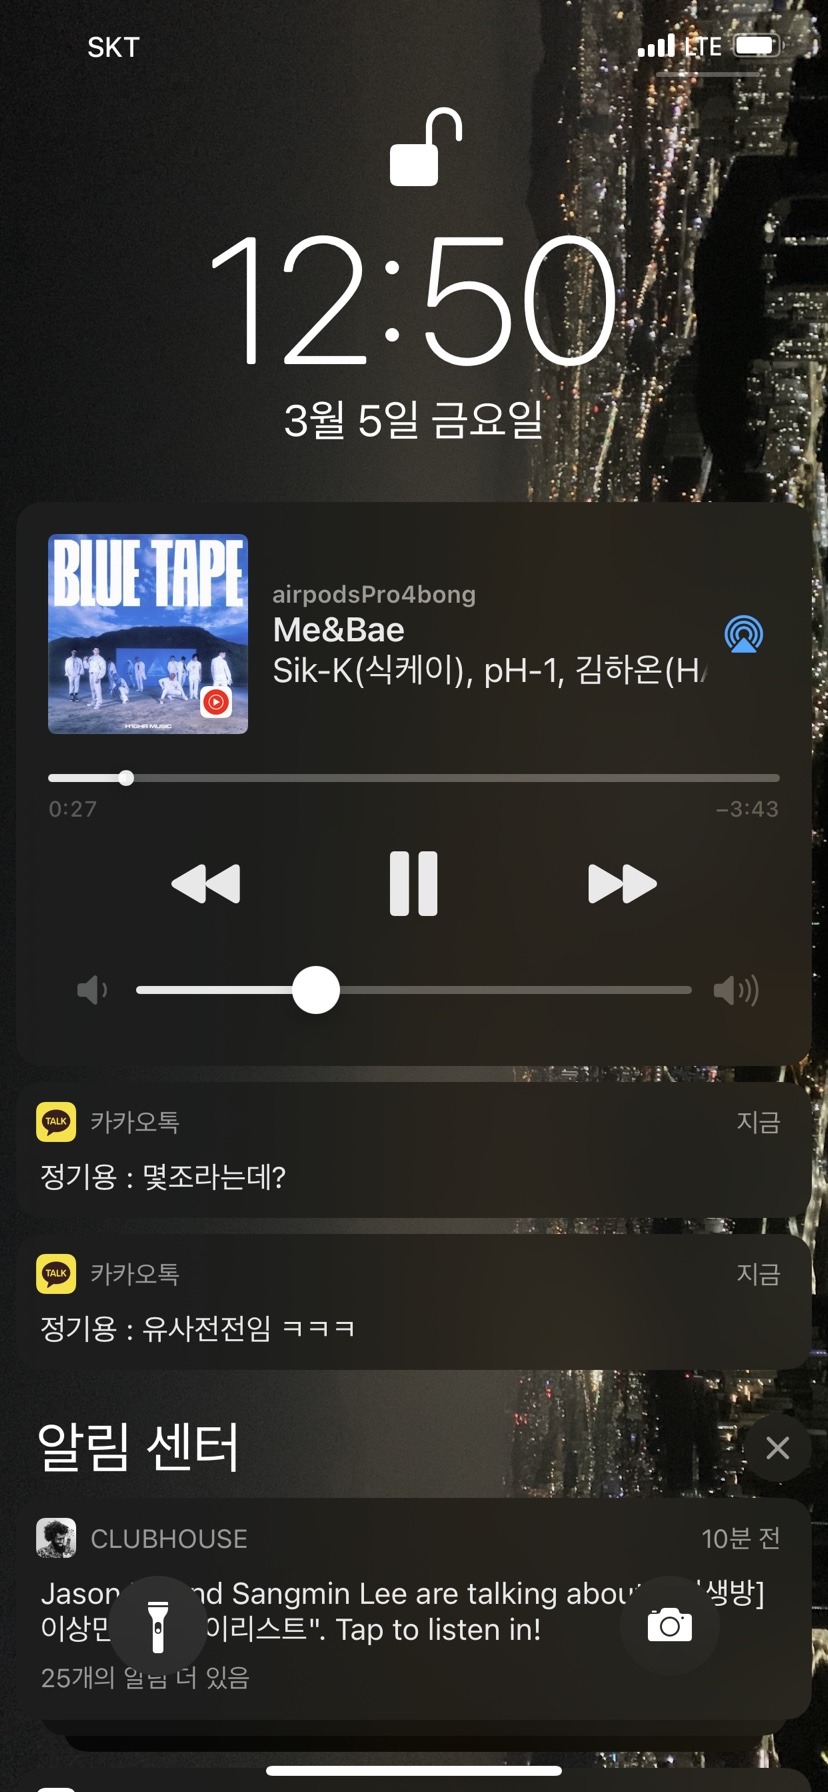 SKT
LTE
12:50
3월 5일 금요일
BLUE TAPE
H1GHR MUSIC
airpodsPro4bong
Me&Bae
Sik-K(식케이), pH-1, 김하온(H
0:27
-3:43
TALK 카카오톡 지금
정기용 : 몇조라는데?
TALK 카카오톡 지금
정기용 : 유사전전임 ㅋㅋㅋ
알림 센터
CLUBHOUSE 10분 전
Jason nd Sangmin Lee are talking about 생방]
이상민 이리스트". Tap to listen in!
25개의 알림 더 있음